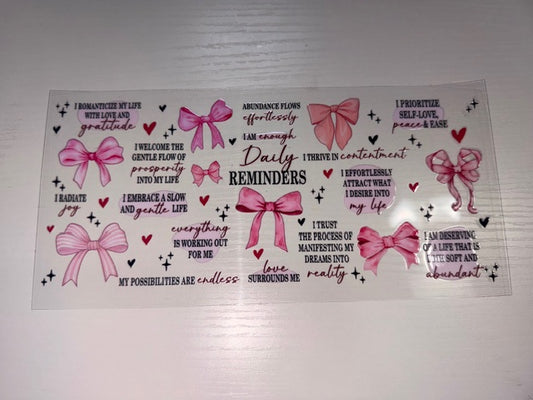 I ROMANTICIZE MY LIFE
WITH LOVE AND
gratitude
I WELCOME THE
GENTLE FLOW OF
prosperity
INTO MY LIFE
I RADIATE
joy
I EMBRACE A SLOW
AND gentle LIFE
everything
IS WORKING OUT
FOR ME
MY POSSIBILITIES ARE endless
ABUNDANCE FLOWS
effortlessly
I AM enough
Daily
REMINDERS
love
SURROUNDS ME
I THRIVE IN contentment
I TRUST
THE PROCESS OF
MANIFESTING MY
DREAMS INTO
reality
I PRIORITIZE
SELF-LOVE,
peace & EASE
I EFFORTLESSLY
ATTRACT WHAT
I DESIRE INTO
my life
I AM DESERVING
OF A LIFE THAT IS
BOTH SOFT AND
abundant